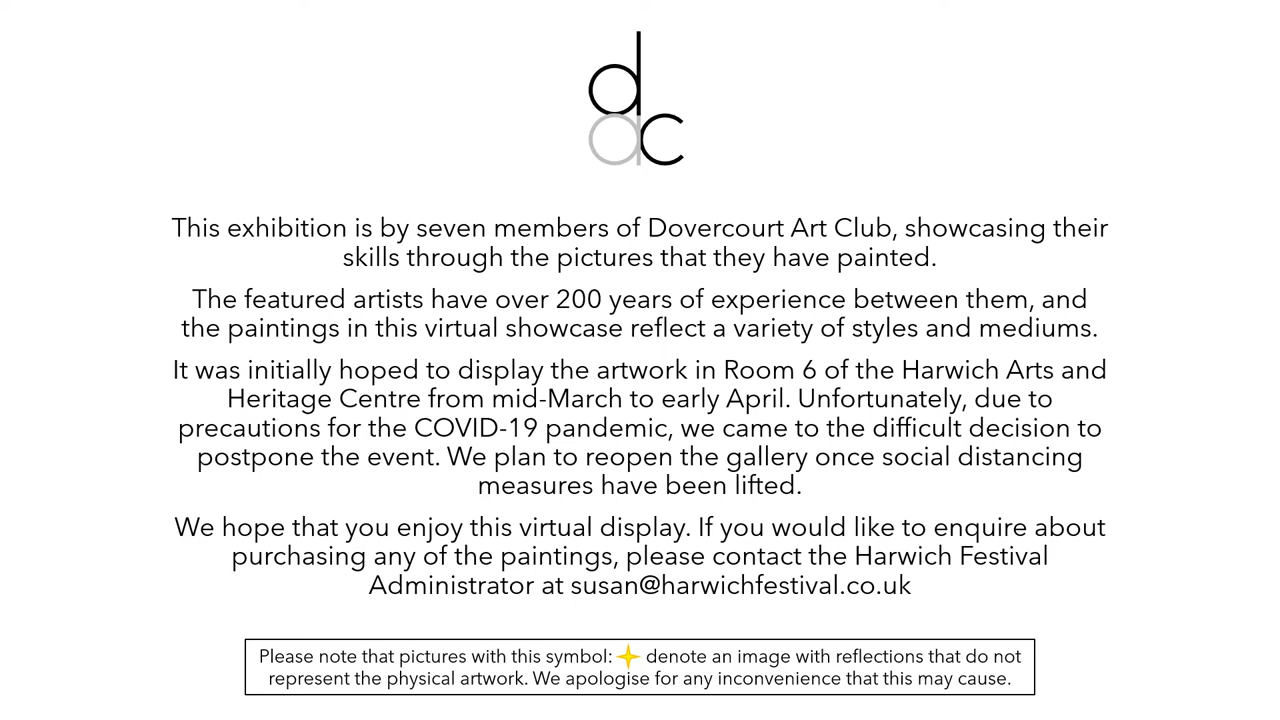 d
ac
This exhibition is by seven members of Dovercourt Art Club, showcasing their
skills through the pictures that they have painted.
The featured artists have over 200 years of experience between them, and
the paintings in this virtual showcase reflect a variety of styles and mediums.
It was initially hoped to display the artwork in Room 6 of the Harwich Arts and
Heritage Centre from mid-March to early April. Unfortunately, due to
precautions for the COVID-19 pandemic, we came to the difficult decision to
postpone the event. We plan to reopen the gallery once social distancing
measures have been lifted.
We hope that you enjoy this virtual display. If you would like to enquire about
purchasing any of the paintings, please contact the Harwich Festival
Administrator at susan@harwichfestival.co.uk
Please note that pictures with this symbol: denote an image with reflections that do not
represent the physical artwork. We apologise for any inconvenience that this may cause.